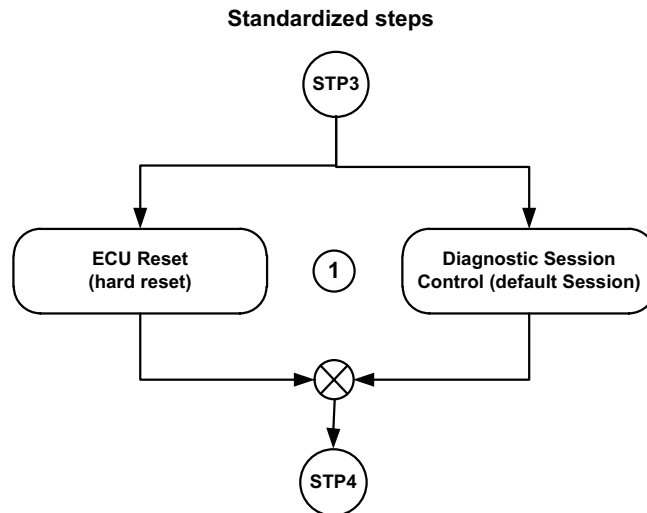 Standardized steps
STP3
ECU Reset
(hard reset)
1
Diagnostic Session
Control (default Session)
STP4